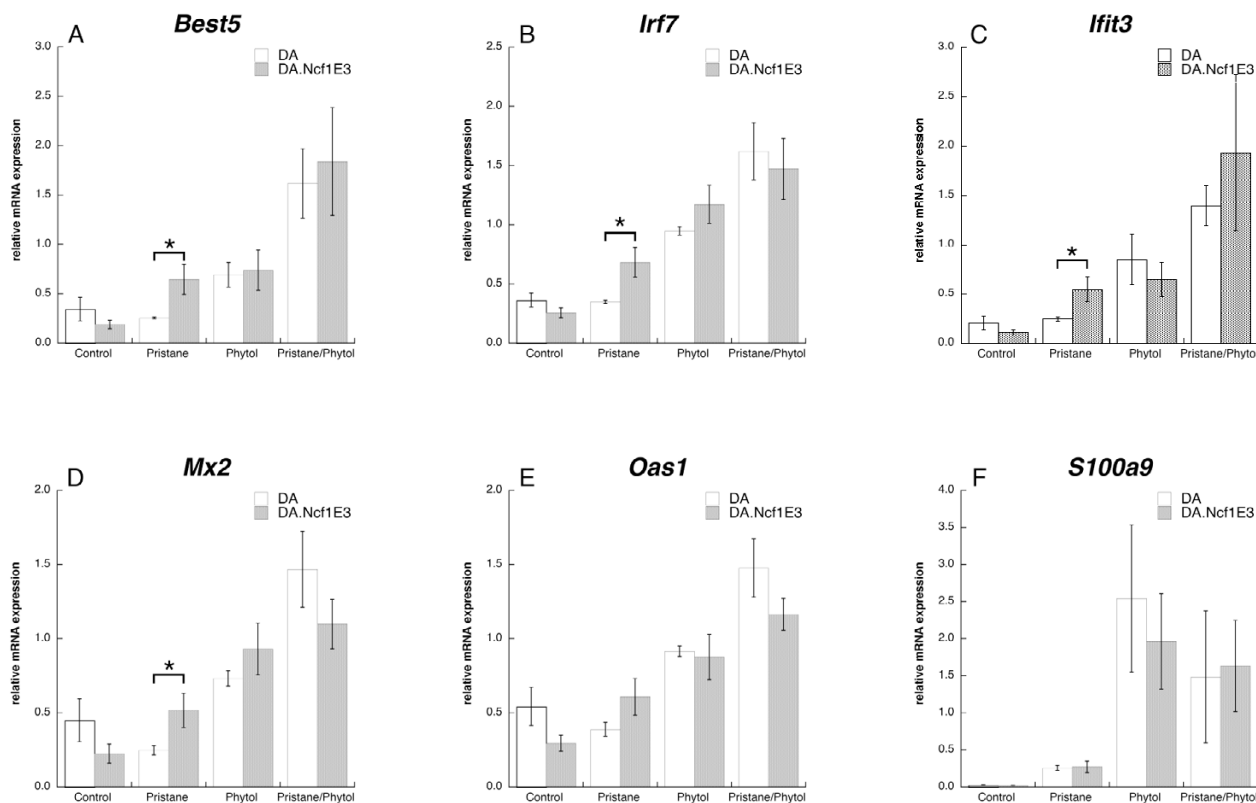 A
Best5
DA
DA.Ncf1E3
relative mRNA expression
3.0
2.5
2.0
1.5
1.0
0.5
0.0
*
Control Pristane Phytol Pristane/Phytol
B
Irf7
DA
DA.Ncf1E3
relative mRNA expression
2.5
2.0
1.5
1.0
0.5
0.0
*
Control Pristane Phytol Pristane/Phytol
C
Ifit3
DA
DA.Ncf1E3
relative mRNA expression
3.0
2.5
2.0
1.5
1.0
0.5
0.0
*
Control Pristane Phytol Pristane/Phyto
D
Mx2
DA
DA.Ncf1E3
relative mRNA expression
2.0
1.5
1.0
0.5
0.0
*
Control Pristane Phytol Pristane/Phytol
E
Oas1
DA
DA.Ncf1E3
relative mRNA expression
2.0
1.5
1.0
0.5
0.0
Control Pristane Phytol Pristane/Phytol
F
S100a9
DA
DA.Ncf1E3
relative mRNA expression
4.0
3.5
3.0
2.5
2.0
1.5
1.0
0.5
0.0
Control Pristane Phytol Pristane/Phytol